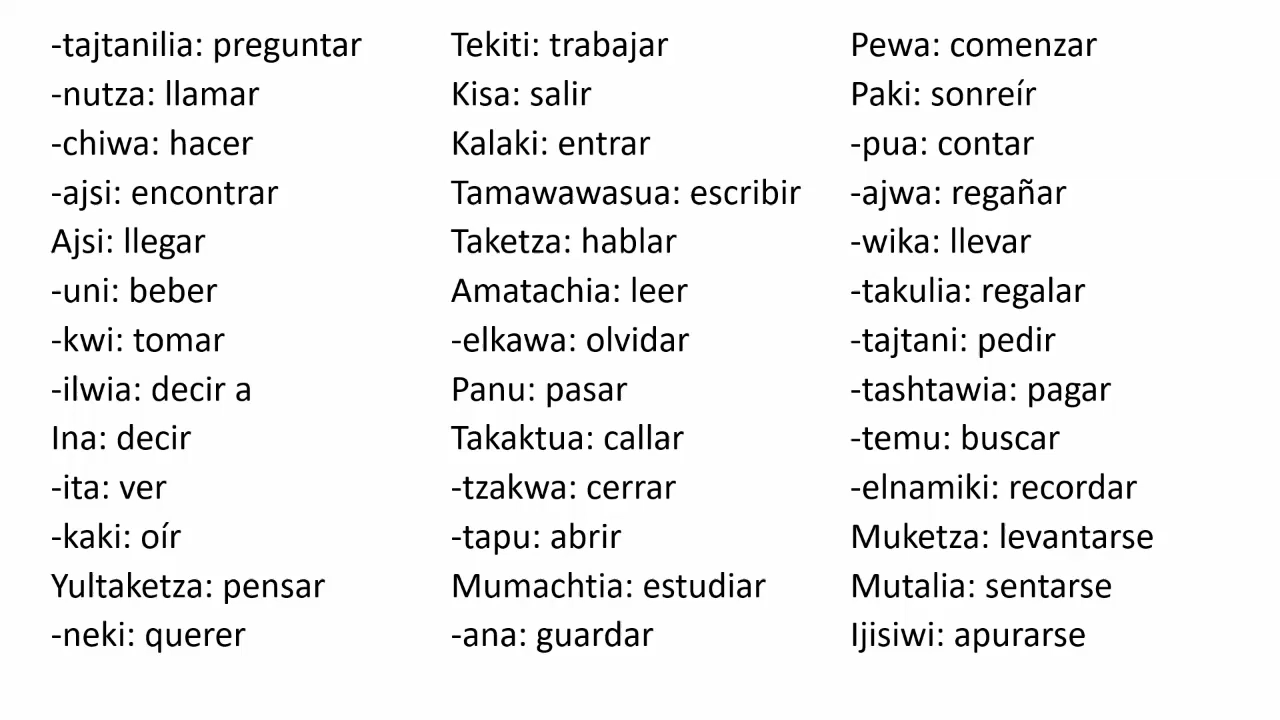 -tajtanilia: preguntar
-nutza: llamar
-chiwa: hacer
-ajsi: encontrar
Ajsi: llegar
-uni: beber
-kwi: tomar
-ilwia: decir a
Ina: decir
-ita: ver
-kaki: oír
Yultaketza: pensar
-neki: querer
Tekiti: trabajar
Kisa: salir
Kalaki: entrar
Tamawawasua: escribir
Taketza: hablar
Amatachia: leer
-elkawa: olvidar
Panu: pasar
Takaktua: callar
-tzakwa: cerrar
-tapu: abrir
Mumachtia: estudiar
-ana: guardar
Pewa: comenzar
Paki: sonreír
-pua: contar
-ajwa: regañar
-wika: llevar
-takulia: regalar
-tajtani: pedir
-tashtawia: pagar
-temu: buscar
-elnamiki: recordar
Muketza: levantarse
Mutalia: sentarse
Ijisiwi: apurarse